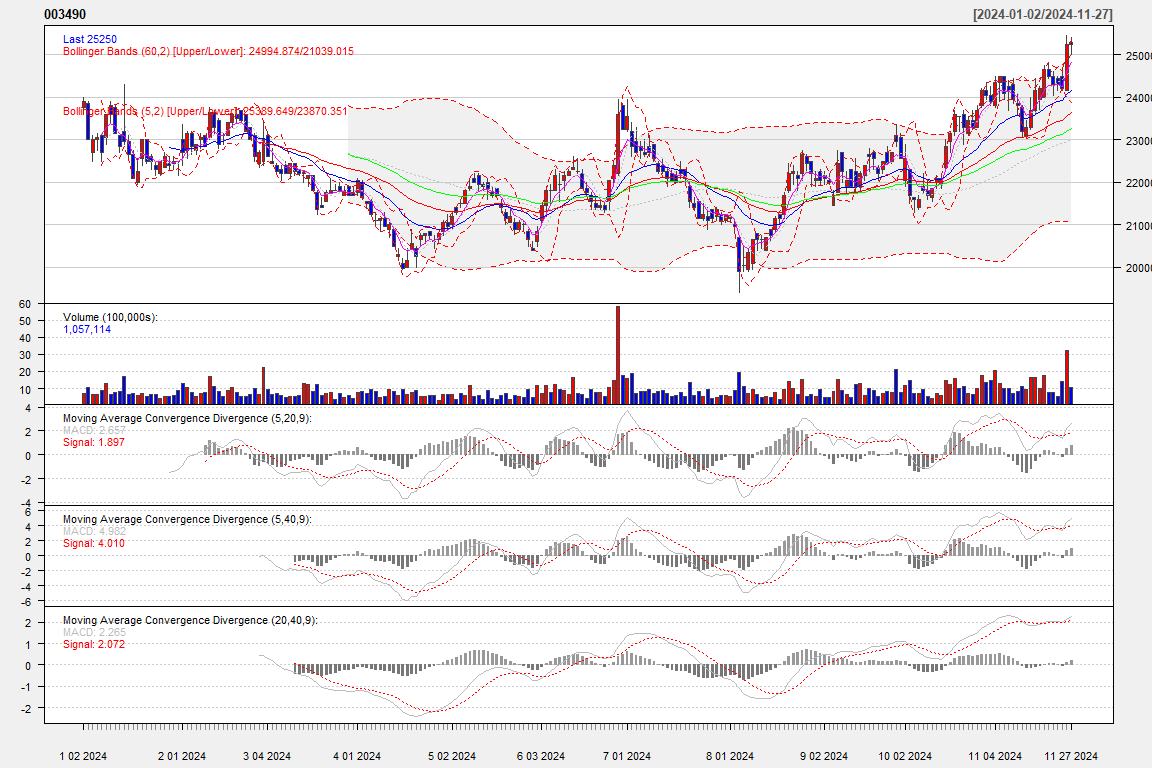 003490
[2024-01-02/2024-11-27]
Last 25250
Bollinger Bands (60,2) [Upper/Lower]: 24994.874/21039.015
Bollinger Bands (5,2) [Upper/Lower]: 25389.649/23870.351
25000
24000
23000
22000
21000
20000
Volume (100,000s):
1,057,114
60
50
40
30
20
10
Moving Average Convergence Divergence (5,20,9):
MACD: 2.657
Signal: 1.897
4
2
0
-2
-4
Moving Average Convergence Divergence (5,40,9):
MACD: 4.982
Signal: 4.010
6
4
2
0
-2
-4
-6
Moving Average Convergence Divergence (20,40,9):
MACD: 2.265
Signal: 2.072
2
1
0
-1
-2
1 02 2024
2 01 2024
3 04 2024
4 01 2024
5 02 2024
6 03 2024
7 01 2024
8 01 2024
9 02 2024
10 02 2024
11 04 2024
11 27 2024